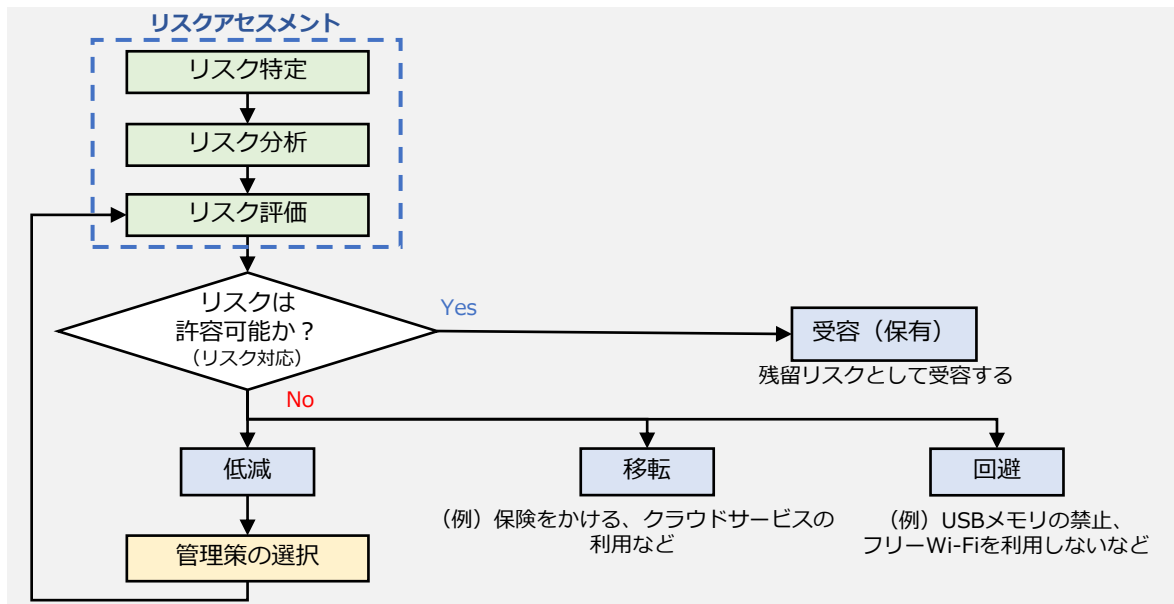 リスクアセスメント
リスク特定
リスク分析
リスク評価
リスクは
許容可能か？
（リスク対応）
Yes
受容（保有）
残留リスクとして受容する
No
低減
移転
回避
（例）保険をかける、クラウドサービスの
利用など
（例）USBメモリの禁止、
フリーWi-Fiを利用しないなど
管理策の選択